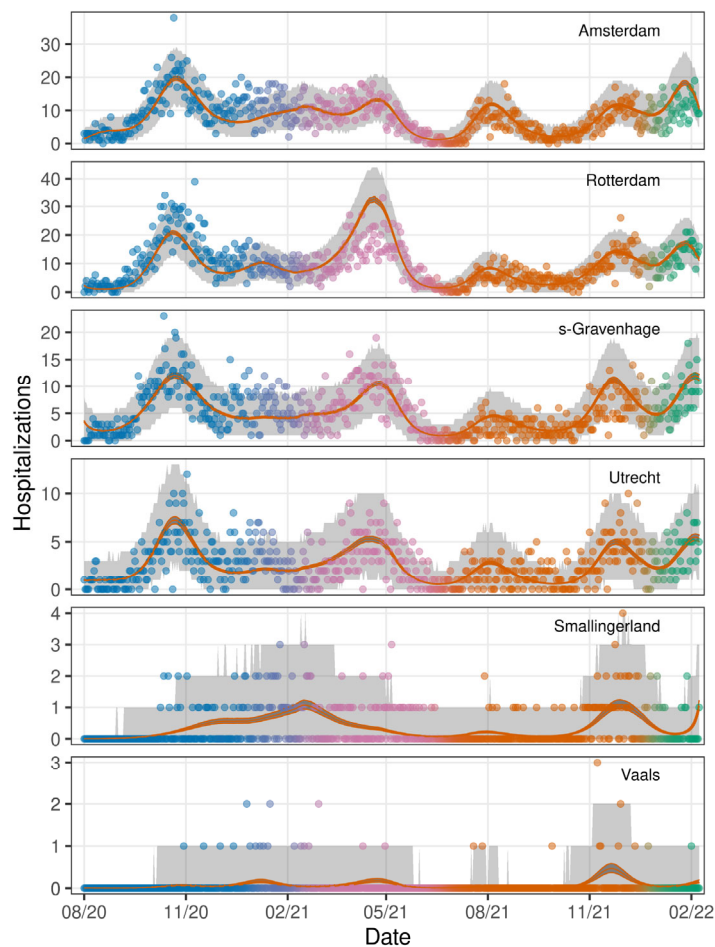 Amsterdam
30
20
10
0
Rotterdam
40
30
20
10
0
s-Gravenhage
20
15
10
5
0
Hospitalizations
Utrecht
10
5
0
Smallingerland
4
3
2
1
0
Vaals
3
2
1
0
08/20 11/20 02/21 05/21 08/21 11/21 02/22
Date